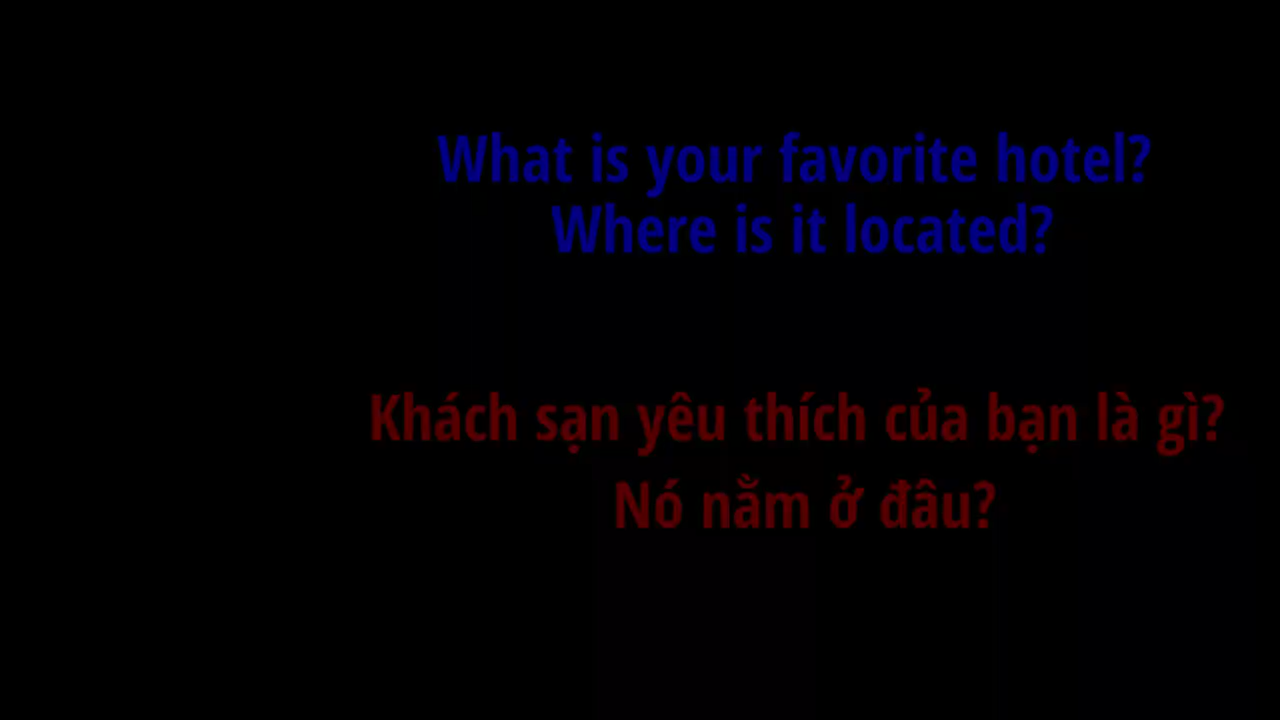 What is your favorite hotel?
Where is it located?
Khách sạn yêu thích của bạn là gì?
Nó nằm ở đâu?